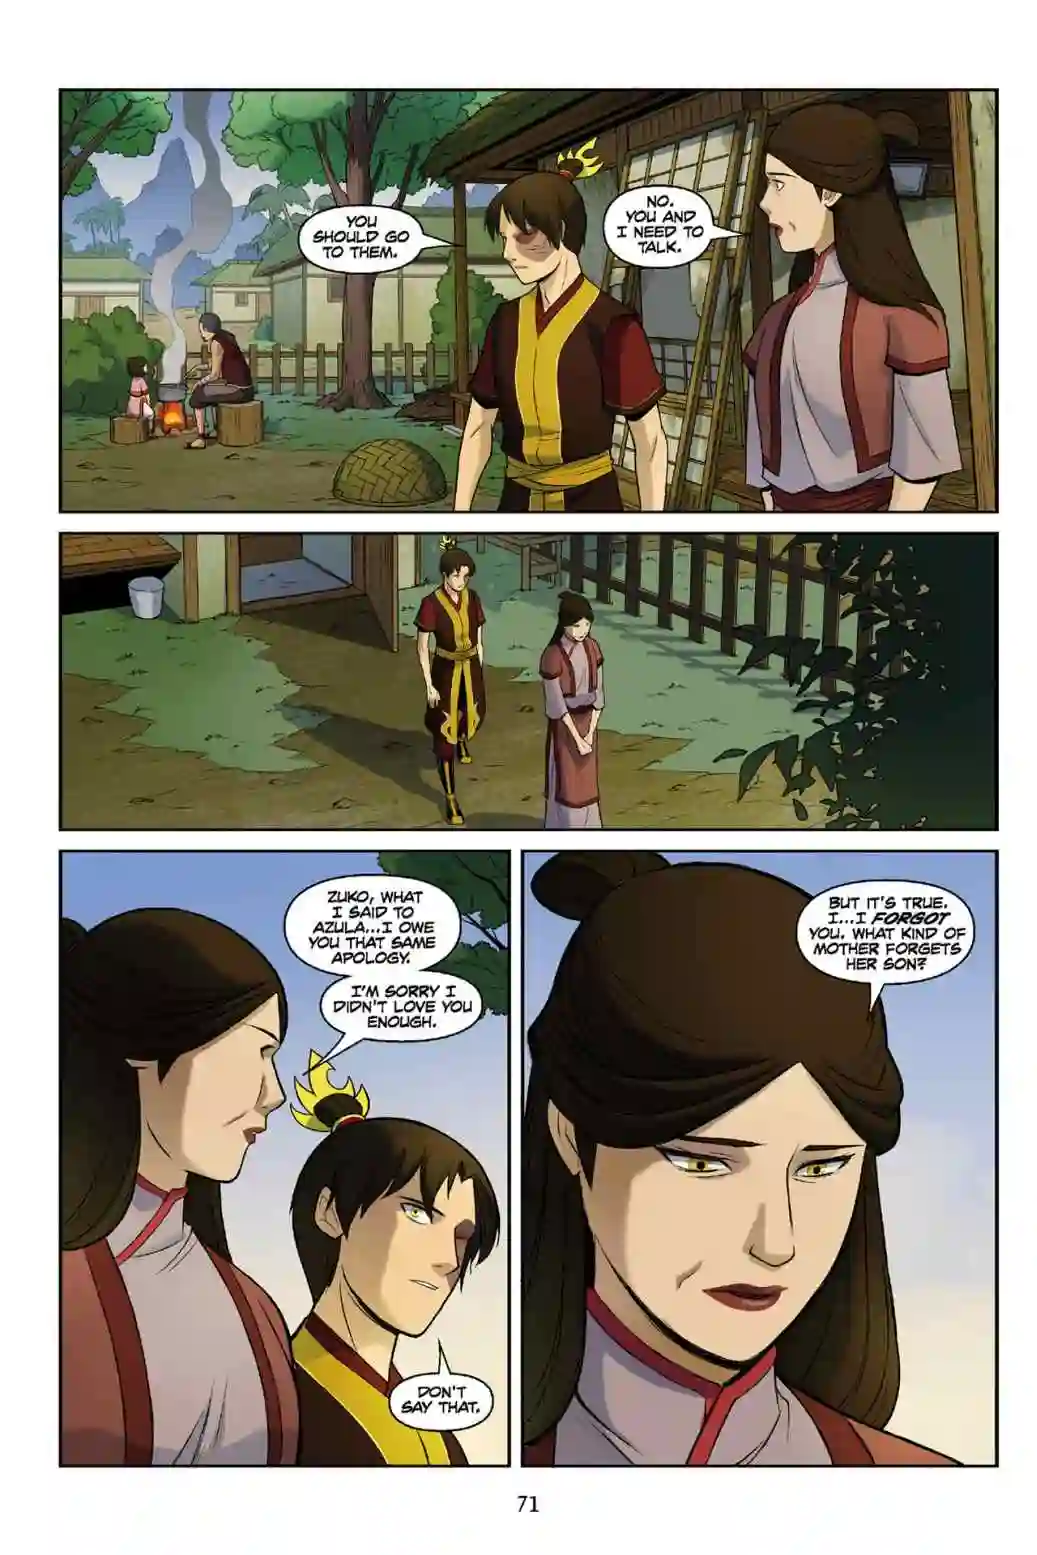 YOU
SHOULD GO
TO THEM.
NO.
YOU AND
I NEED TO
TALK.
ZUKO, WHAT
I SAID TO
AZULA...I OWE
YOU THAT SAME
APOLOGY.
I'M SORRY I
DIDN'T LOVE YOU
ENOUGH.
DON'T
SAY THAT.
BUT IT'S TRUE.
I...I FORGOT
YOU. WHAT KIND OF
MOTHER FORGETS
HER SON?
71